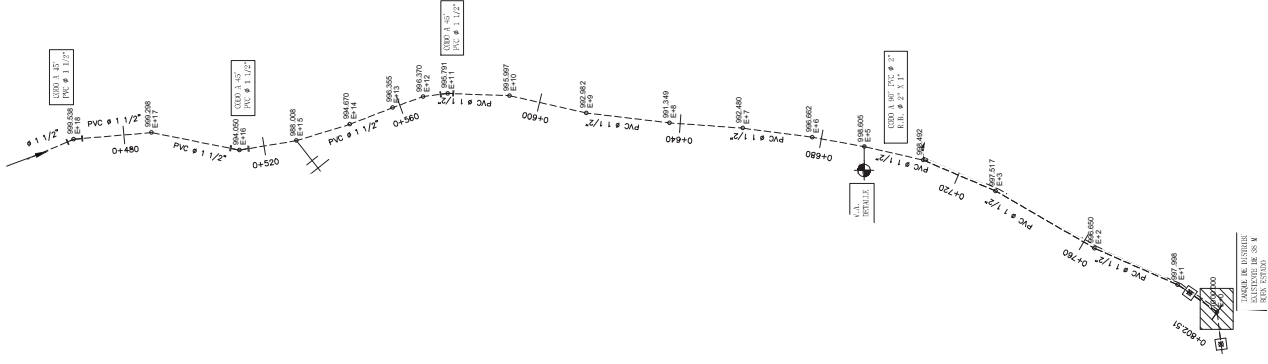 CODO A 45°
PVC Ø 1 1/2"
Ø 1 1/2"
999.538
E+18
PVC Ø 1 1/2"
0+480
999.298
E+17
PVC Ø 1 1/2"
CODO A 45°
PVC Ø 1 1/2"
994.050
E+16
0+520
988.008
E+15
PVC Ø 1 1/2"
994.670
E+14
996.355
E+13
0+560
996.370
E+12
CODO A 45°
PVC Ø 1 1/2"
995.791
E+11
PVC Ø 1 1/2"
995.997
E+10
0+600
992.982
E+9
PVC Ø 1 1/2"
991.349
E+8
0+640
PVC Ø 1 1/2"
992.480
E+7
PVC Ø 1 1/2"
996.662
E+6
0+680
998.605
E+5
V.A.
DETALLE
CODO A 90° PVC Ø 2"
R.B. Ø 2" X 1"
PVC Ø 1 1/2"
998.492
0+720
997.517
E+3
PVC Ø 1 1/2"
0+760
996.650
E+2
PVC Ø 1 1/2"
997.998
E+1
0+802.51
TANQUE DE DISTRIB
EXISTENTE DE 38 M
BUEN ESTADO